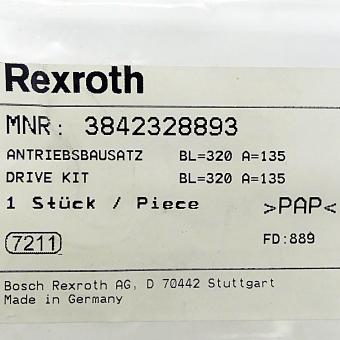 Rexroth
MNR: 3842328893
ANTRIEBSBAUSATZ BL=320 A=135
DRIVE KIT BL=320 A=135
1 Stück / Piece >PAP<
7211 FD:889
Bosch Rexroth AG, D 70442 Stuttgart
Made in Germany